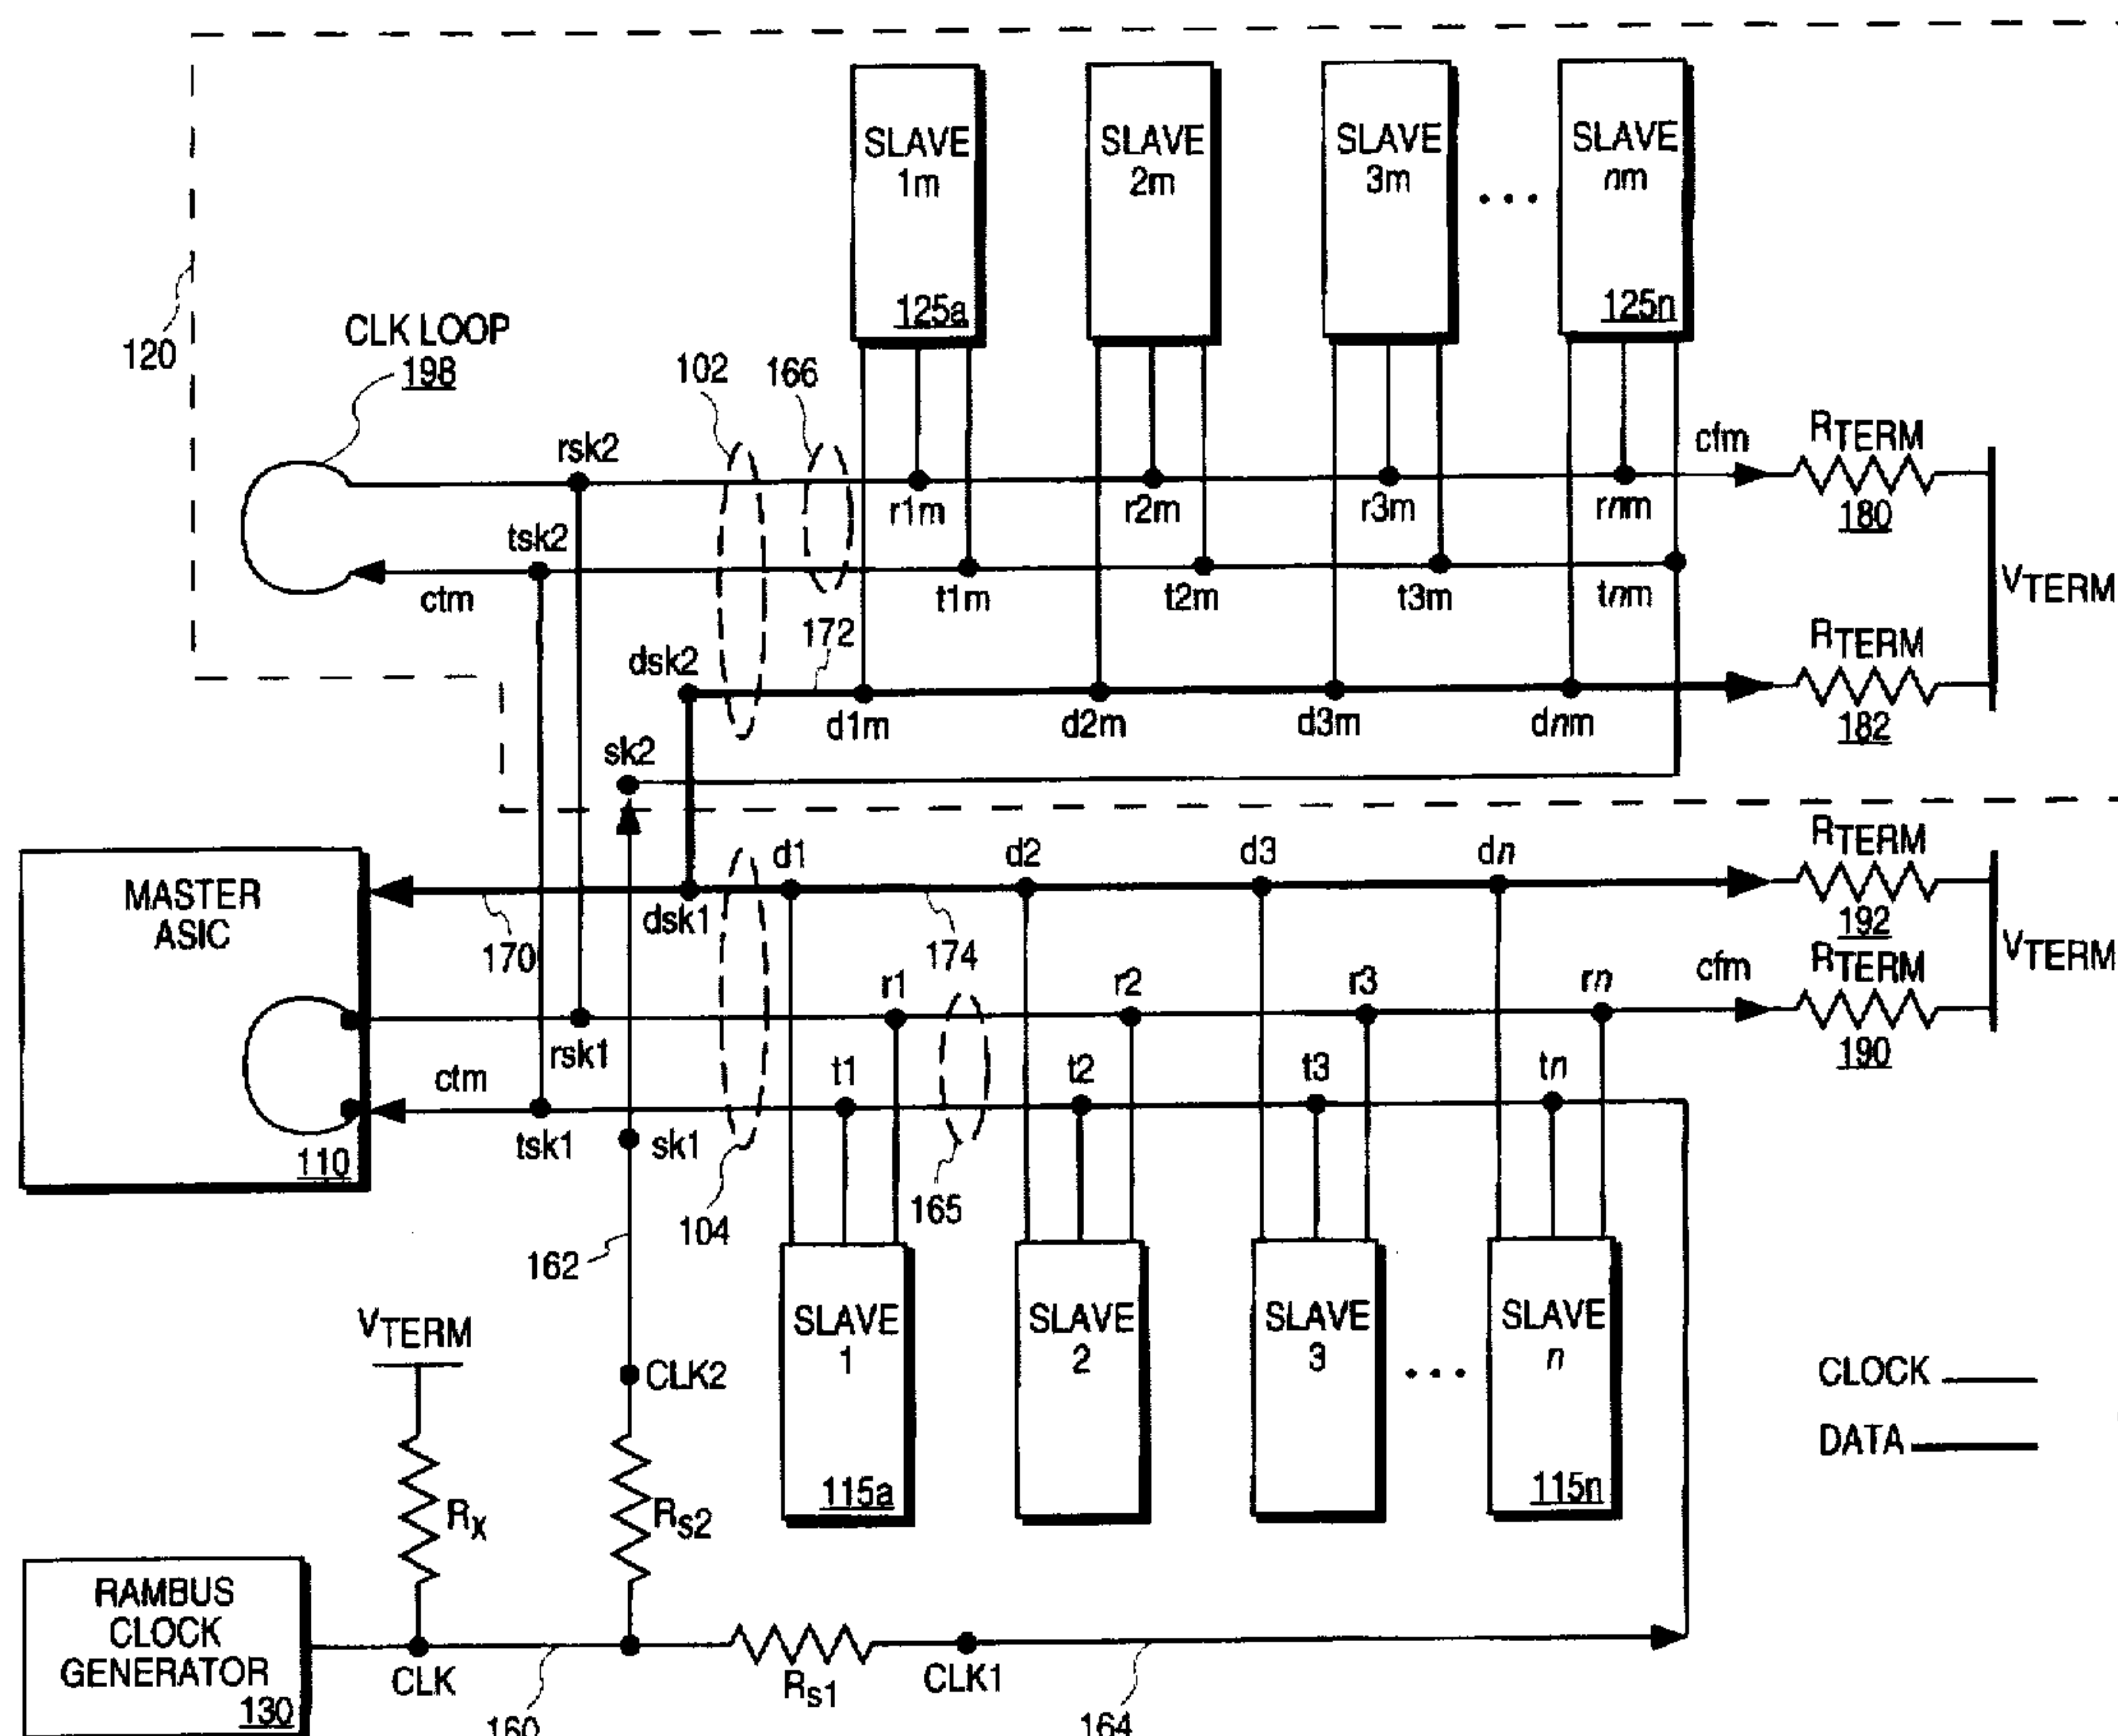 SLAVE
1m
125a
SLAVE
2m
SLAVE
3m
...
SLAVE
nm
125n
120
CLK LOOP
198
102
166
rsk2
r1m
r2m
r3m
rnm
cfm
RTERM
180
tsk2
ctm
t1m
t2m
t3m
tnm
VTERM
172
dsk2
d1m
d2m
d3m
dnm
RTERM
182
sk2
MASTER
ASIC
110
170
dsk1
d1
d2
d3
dn
174
RTERM
192
rsk1
r1
r2
r3
rn
cfm
RTERM
190
VTERM
ctm
tsk1
sk1
t1
t2
t3
tn
104
165
162
VTERM
CLK2
SLAVE
1
115a
SLAVE
2
SLAVE
3
...
SLAVE
n
115n
CLOCK
DATA
Rx
Rs2
RAMBUS
CLOCK
GENERATOR
130
CLK
160
Rs1
CLK1
164